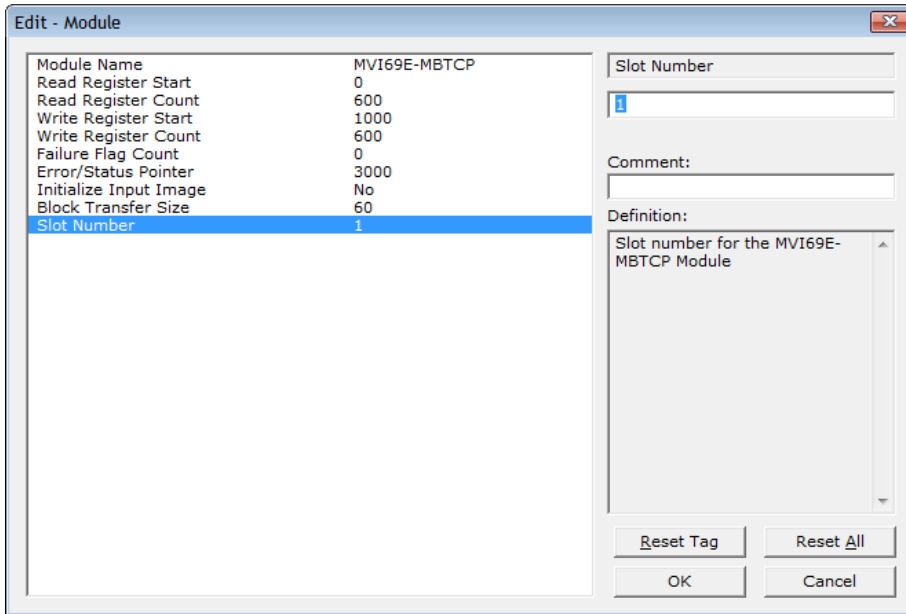 Edit - Module
Module Name MVI69E-MBTCP
Read Register Start 0
Read Register Count 600
Write Register Start 1000
Write Register Count 600
Failure Flag Count 0
Error/Status Pointer 3000
Initialize Input Image No
Block Transfer Size 60
Slot Number 1
Slot Number
1
Comment:
Definition:
Slot number for the MVI69E-
MBTCP Module
Reset Tag Reset All
OK Cancel